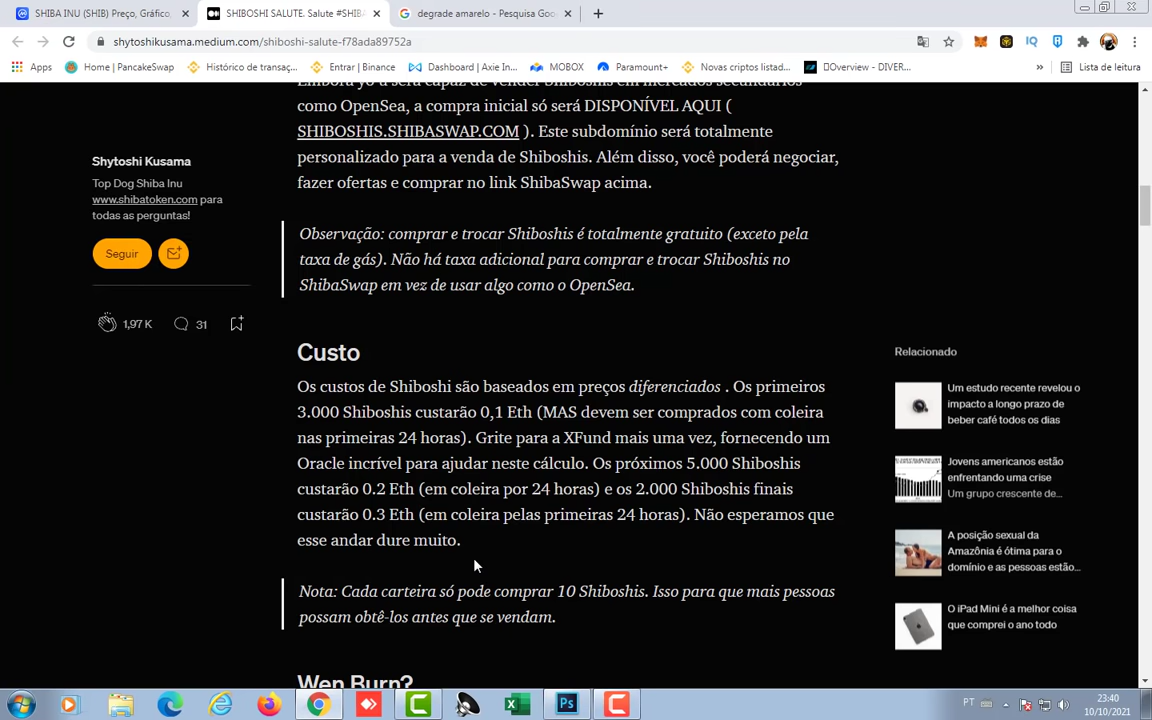 SHIBA INU (SHIB) Preço, Gráfico,
SHIBOSHI SALUTE. Salute #SHIBA
degrade amarelo - Pesquisa Goo
shytoshikusama.medium.com/shiboshi-salute-f78ada89752a
Apps
Home | PancakeSwap
Histórico de transaç...
Entrar | Binance
Dashboard | Axie In...
MOBOX
Paramount+
Novas criptos listad...
Overview - DIVER...
»
Lista de leitura
Embora yo u será capaz de vender Shiboshi em mercados secundários
como OpenSea, a compra inicial só será DISPONÍVEL AQUI (
SHIBOSHIS.SHIBASWAP.COM ). Este subdomínio será totalmente
personalizado para a venda de Shiboshis. Além disso, você poderá negociar,
fazer ofertas e comprar no link ShibaSwap acima.
Shytoshi Kusama
Top Dog Shiba Inu
www.shibatoken.com para
todas as perguntas!
Seguir
1,97 K
31
Observação: comprar e trocar Shiboshis é totalmente gratuito (exceto pela
taxa de gás). Não há taxa adicional para comprar e trocar Shiboshis no
ShibaSwap em vez de usar algo como o OpenSea.
Custo
Os custos de Shiboshi são baseados em preços diferenciados . Os primeiros
3.000 Shiboshis custarão 0,1 Eth (MAS devem ser comprados com coleira
nas primeiras 24 horas). Grite para a XFund mais uma vez, fornecendo um
Oracle incrível para ajudar neste cálculo. Os próximos 5.000 Shiboshis
custarão 0.2 Eth (em coleira por 24 horas) e os 2.000 Shiboshis finais
custarão 0.3 Eth (em coleira pelas primeiras 24 horas). Não esperamos que
esse andar dure muito.
Nota: Cada carteira só pode comprar 10 Shiboshis. Isso para que mais pessoas
possam obtê-los antes que se vendam.
Wen Burn?
Relacionado
Um estudo recente revelou o
impacto a longo prazo de
beber café todos os dias
Jovens americanos estão
enfrentando uma crise
Um grupo crescente de...
A posição sexual da
Amazônia é ótima para o
domínio e as pessoas estão...
O iPad Mini é a melhor coisa
que comprei o ano todo
PT
23:40
10/10/2021